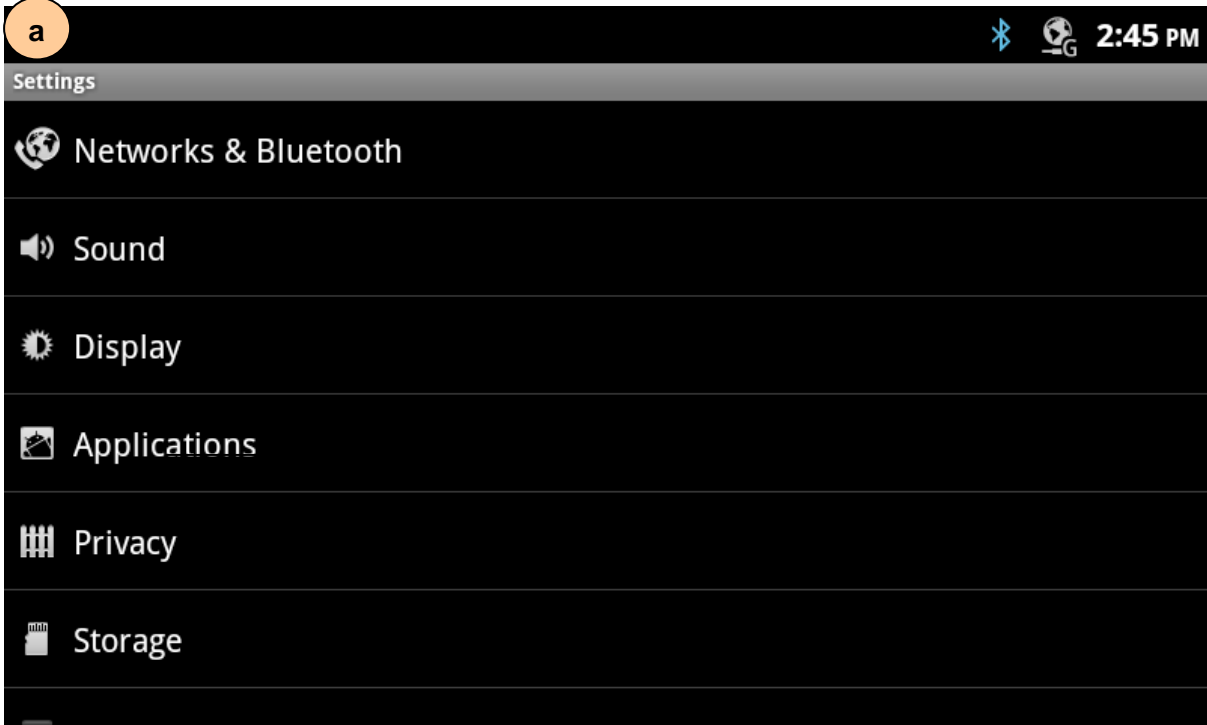 a
G 2:45 PM
Settings
Networks & Bluetooth
Sound
Display
Applications
Privacy
Storage